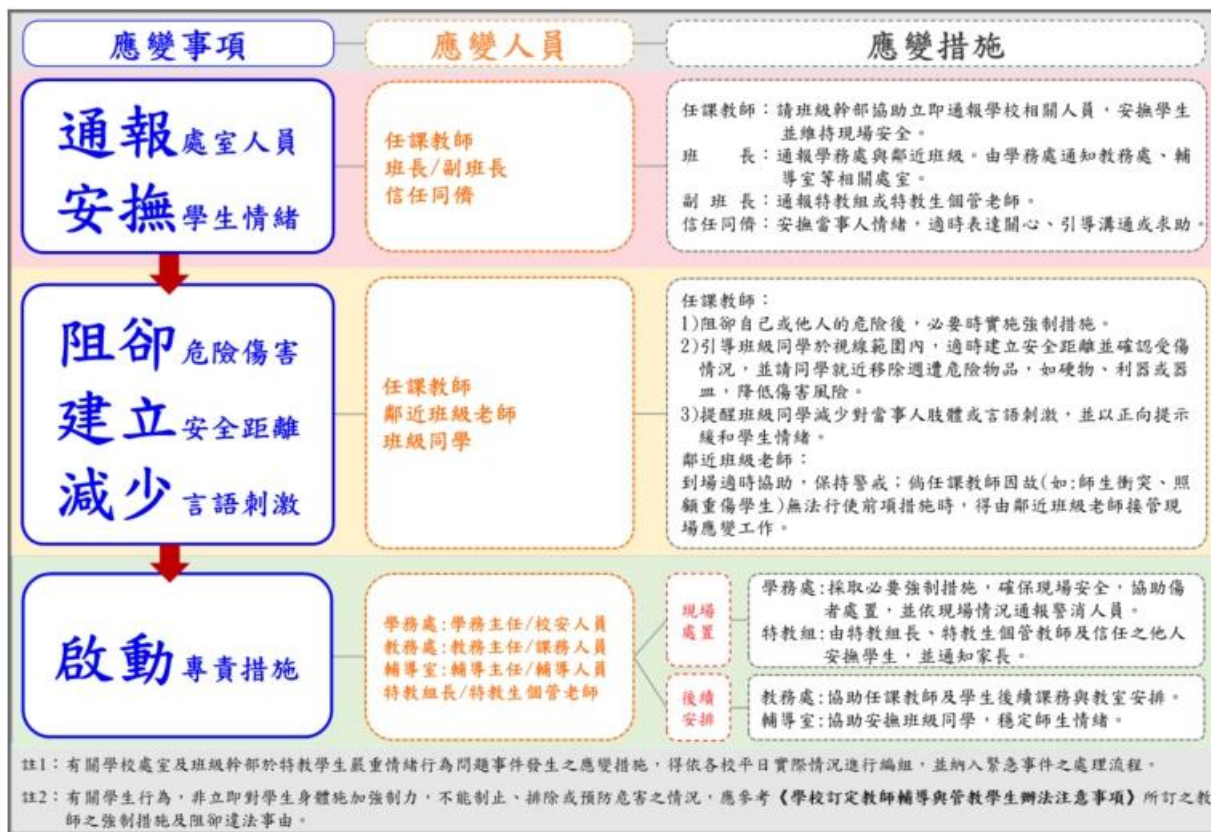 應變事項
應變人員
應變措施
通報處室人員
安撫學生情緒
任課教師
班長/副班長
信任同儕
任課教師：請班級幹部協助立即通報學校相關人員，安撫學生
並維持現場安全。
班　　長：通報學務處與鄰近班級。由學務處通知教務處、輔
導室等相關處室。
副 班 長：通報特教組或特教生個管老師。
信任同儕：安撫當事人情緒，適時表達關心、引導溝通或求助。
阻卻危險傷害
建立安全距離
減少言語刺激
任課教師
鄰近班級老師
班級同學
任課教師：
1)阻卻自己或他人的危險後，必要時實施強制措施。
2)引導班級同學於視線範圍內，適時建立安全距離並確認受傷
情況，並請同學就近移除週遭危險物品，如硬物、利器或器
皿，降低傷害風險。
3)提醒班級同學減少對當事人肢體或言語刺激，並以正向提示
緩和學生情緒。
鄰近班級老師：
到場適時協助，保持警戒；倘任課教師因故(如:師生衝突、照
顧重傷學生)無法行使前項措施時，得由鄰近班級老師接管現
場應變工作。
啟動專責措施
學務處:學務主任/校安人員
教務處:教務主任/課務人員
輔導室:輔導主任/輔導人員
特教組長/特教生個管老師
現場
處置
學務處:採取必要強制措施，確保現場安全，協助傷
者處置，並依現場情況通報警消人員。
特教組:由特教組長、特教生個管教師及信任之他人
安撫學生，並通知家長。
後續
安排
教務處:協助任課教師及學生後續課務與教室安排。
輔導室:協助安撫班級同學，穩定師生情緒。
註1：有關學校處室及班級幹部於特教學生嚴重情緒行為問題事件發生之應變措施，得依各校平日實際情況進行編組，並納入緊急事件之處理流程。
註2：有關學生行為，非立即對學生身體施加強制力，不能制止、排除或預防危害之情況，應參考《學校訂定教師輔導與管教學生辦法注意事項》所訂之教
師之強制措施及阻卻違法事由。